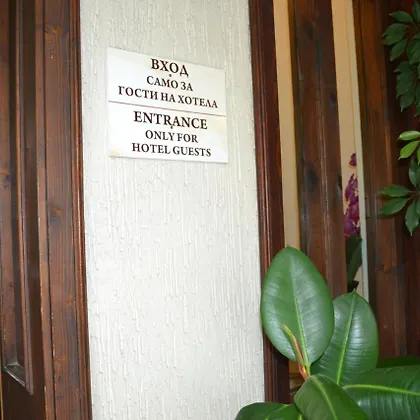 ВХОД
САМО ЗА
ГОСТИ НА ХОТЕЛА
ENTRANCE
ONLY FOR
HOTEL GUESTS